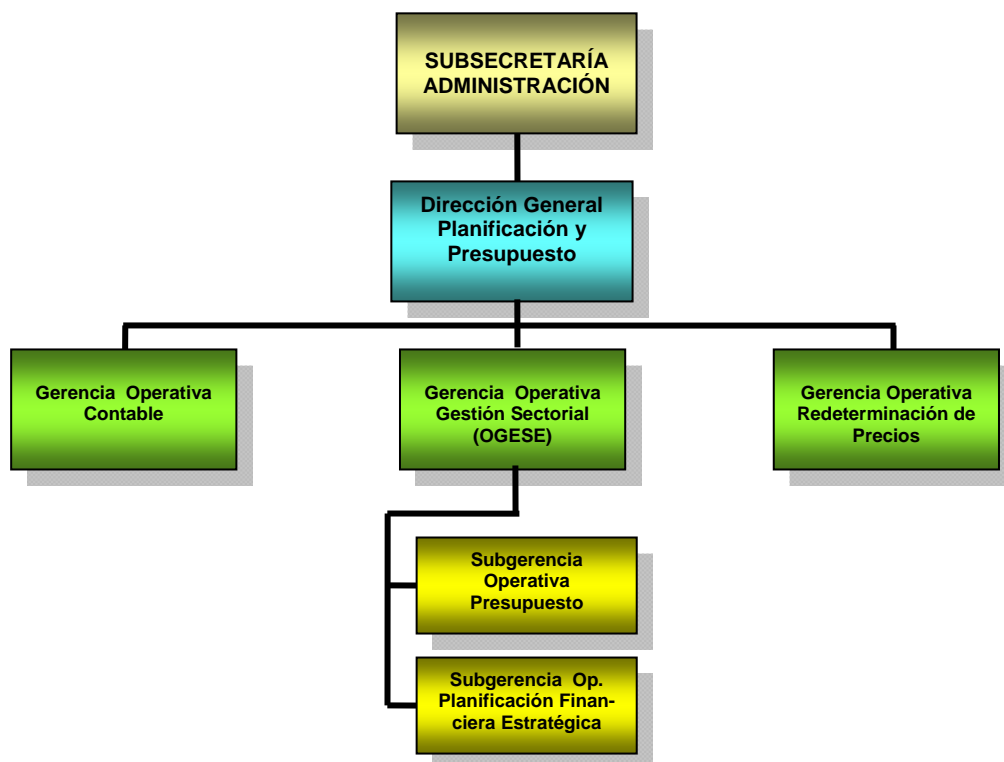 SUBSECRETARÍA
ADMINISTRACIÓN
Dirección General
Planificación y
Presupuesto
Gerencia Operativa
Contable
Gerencia Operativa
Gestión Sectorial
(OGESE)
Gerencia Operativa
Redeterminación de
Precios
Subgerencia
Operativa
Presupuesto
Subgerencia Op.
Planificación Finan-
ciera Estratégica